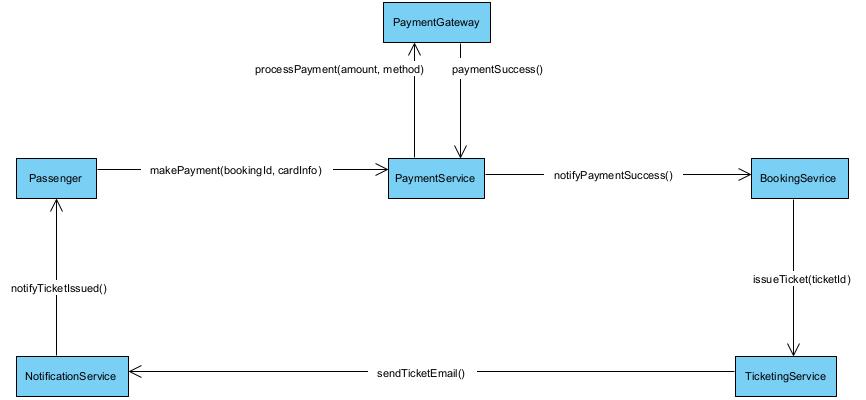 PaymentGateway
processPayment(amount, method)
paymentSuccess()
Passenger
makePayment(bookingId, cardInfo)
PaymentService
notifyPaymentSuccess()
BookingSevrice
notifyTicketIssued()
issueTicket(ticketId)
NotificationService
sendTicketEmail()
TicketingService